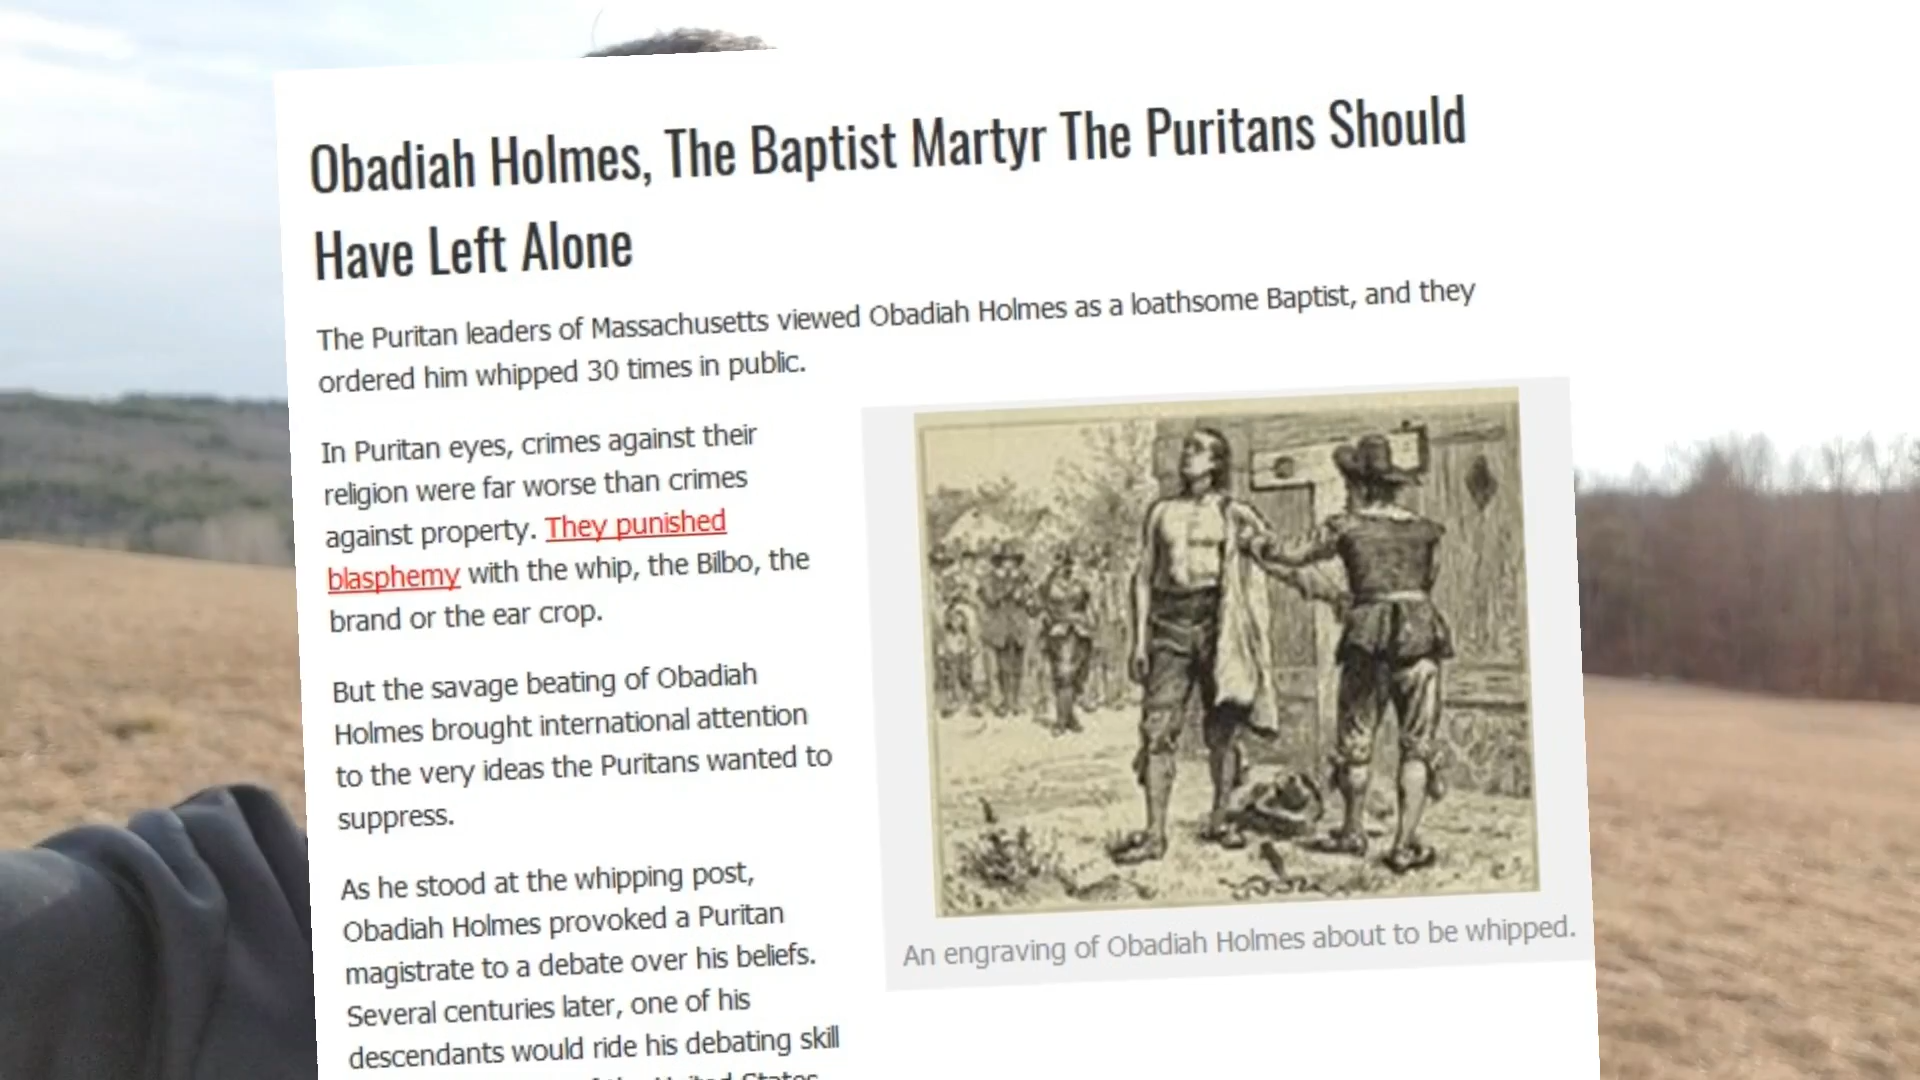 Obadiah Holmes, The Baptist Martyr The Puritans Should
Have Left Alone
The Puritan leaders of Massachusetts viewed Obadiah Holmes as a loathsome Baptist, and they
ordered him whipped 30 times in public.
In Puritan eyes, crimes against their
religion were far worse than crimes
against property. They punished
blasphemy with the whip, the Bilbo, the
brand or the ear crop.
But the savage beating of Obadiah
Holmes brought international attention
to the very ideas the Puritans wanted to
suppress.
As he stood at the whipping post,
Obadiah Holmes provoked a Puritan
magistrate to a debate over his beliefs.
Several centuries later, one of his
descendants would ride his debating skill
of the United States
An engraving of Obadiah Holmes about to be whipped.